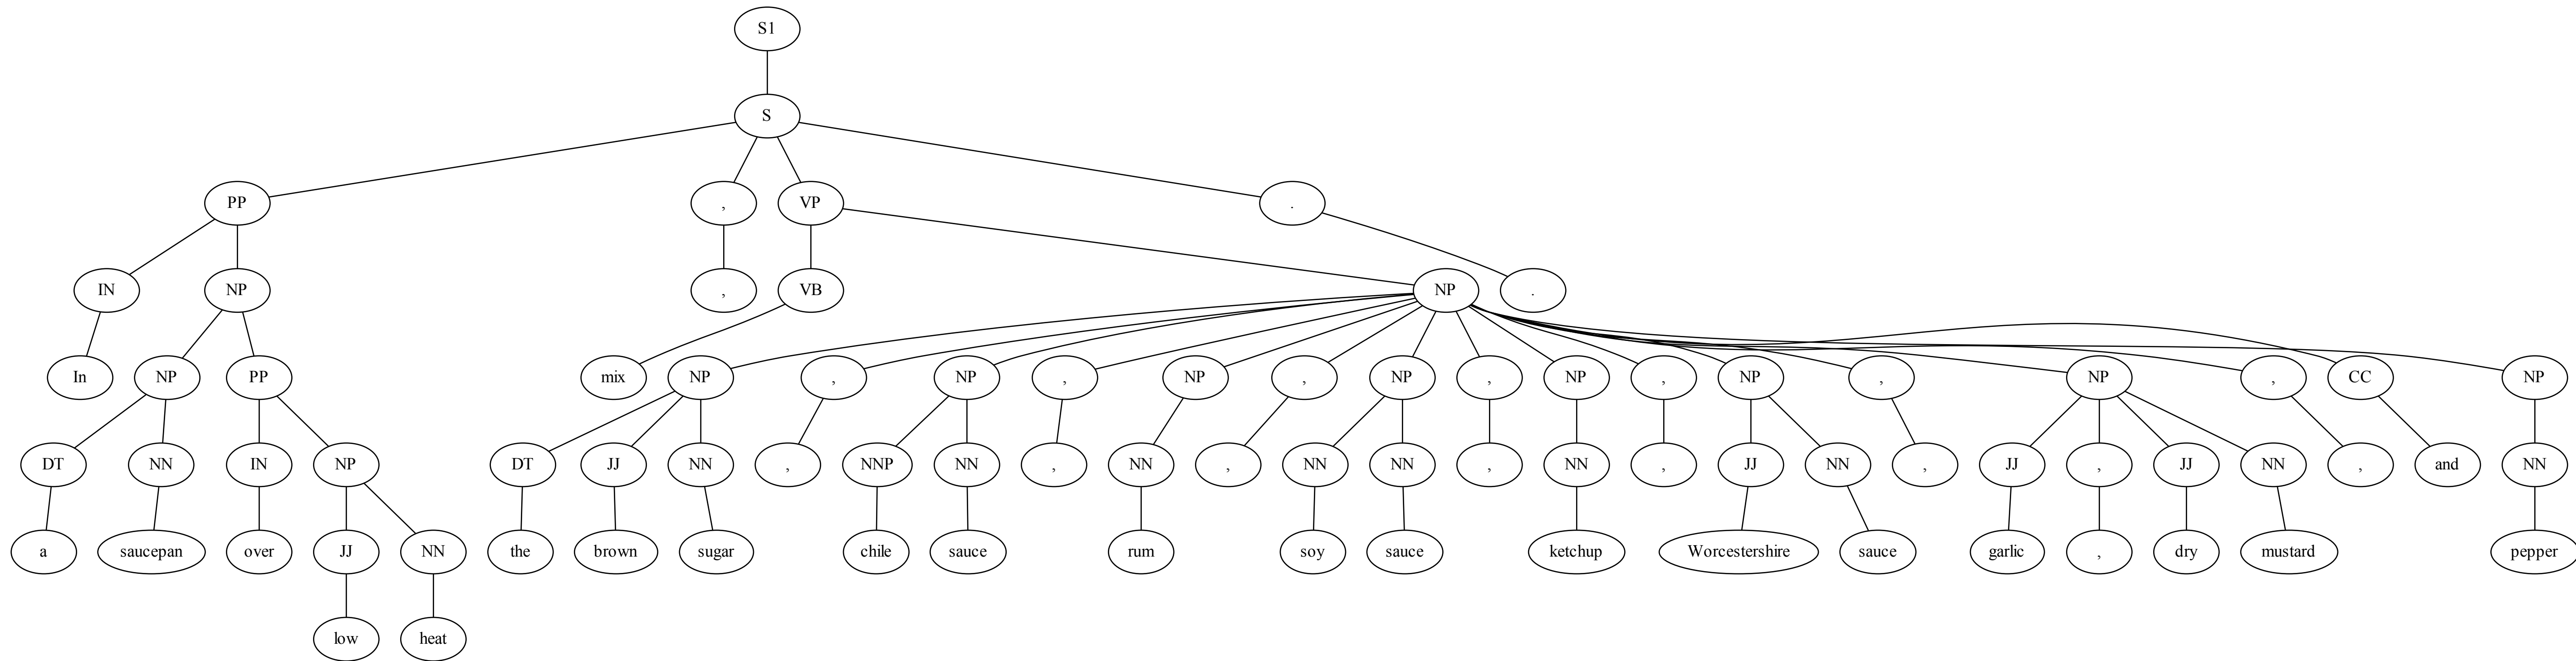 S1
S
PP , VP .
IN NP , VB NP .
In NP PP mix NP , NP , NP , NP , NP , NP , NP , CC NP
DT NN IN NP DT JJ NN , NNP NN , NN , NN NN , NN , JJ NN , JJ , JJ NN , and NN
a saucepan over JJ NN the brown sugar chile sauce rum soy sauce ketchup Worcestershire sauce garlic , dry mustard pepper
low heat